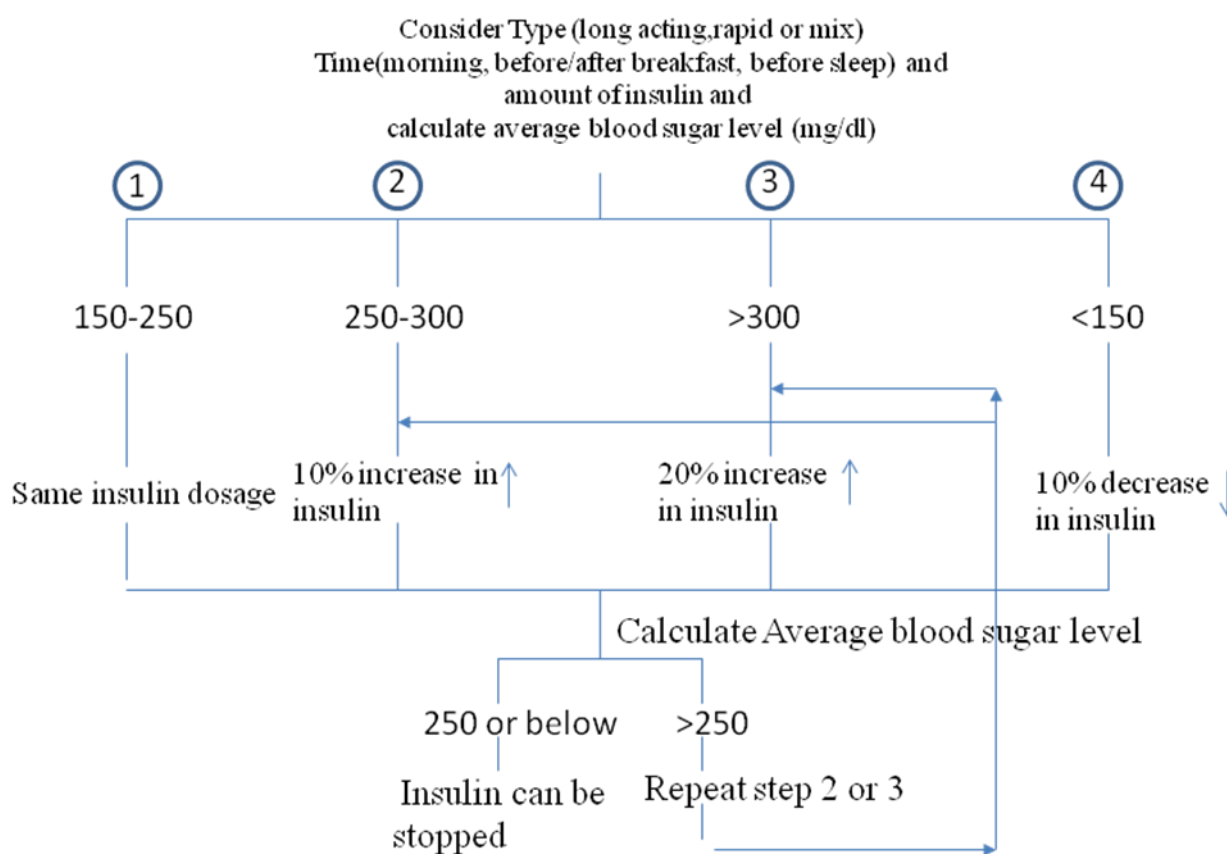 Consider Type (long acting,rapid or mix)
Time(morning, before/after breakfast, before sleep) and
amount of insulin and
calculate average blood sugar level (mg/dl)
1
2
3
4
150-250
250-300
>300
<150
Same insulin dosage
10% increase in
insulin
20% increase
in insulin
10% decrease
in insulin
Calculate Average blood sugar level
250 or below
>250
Insulin can be
stopped
Repeat step 2 or 3